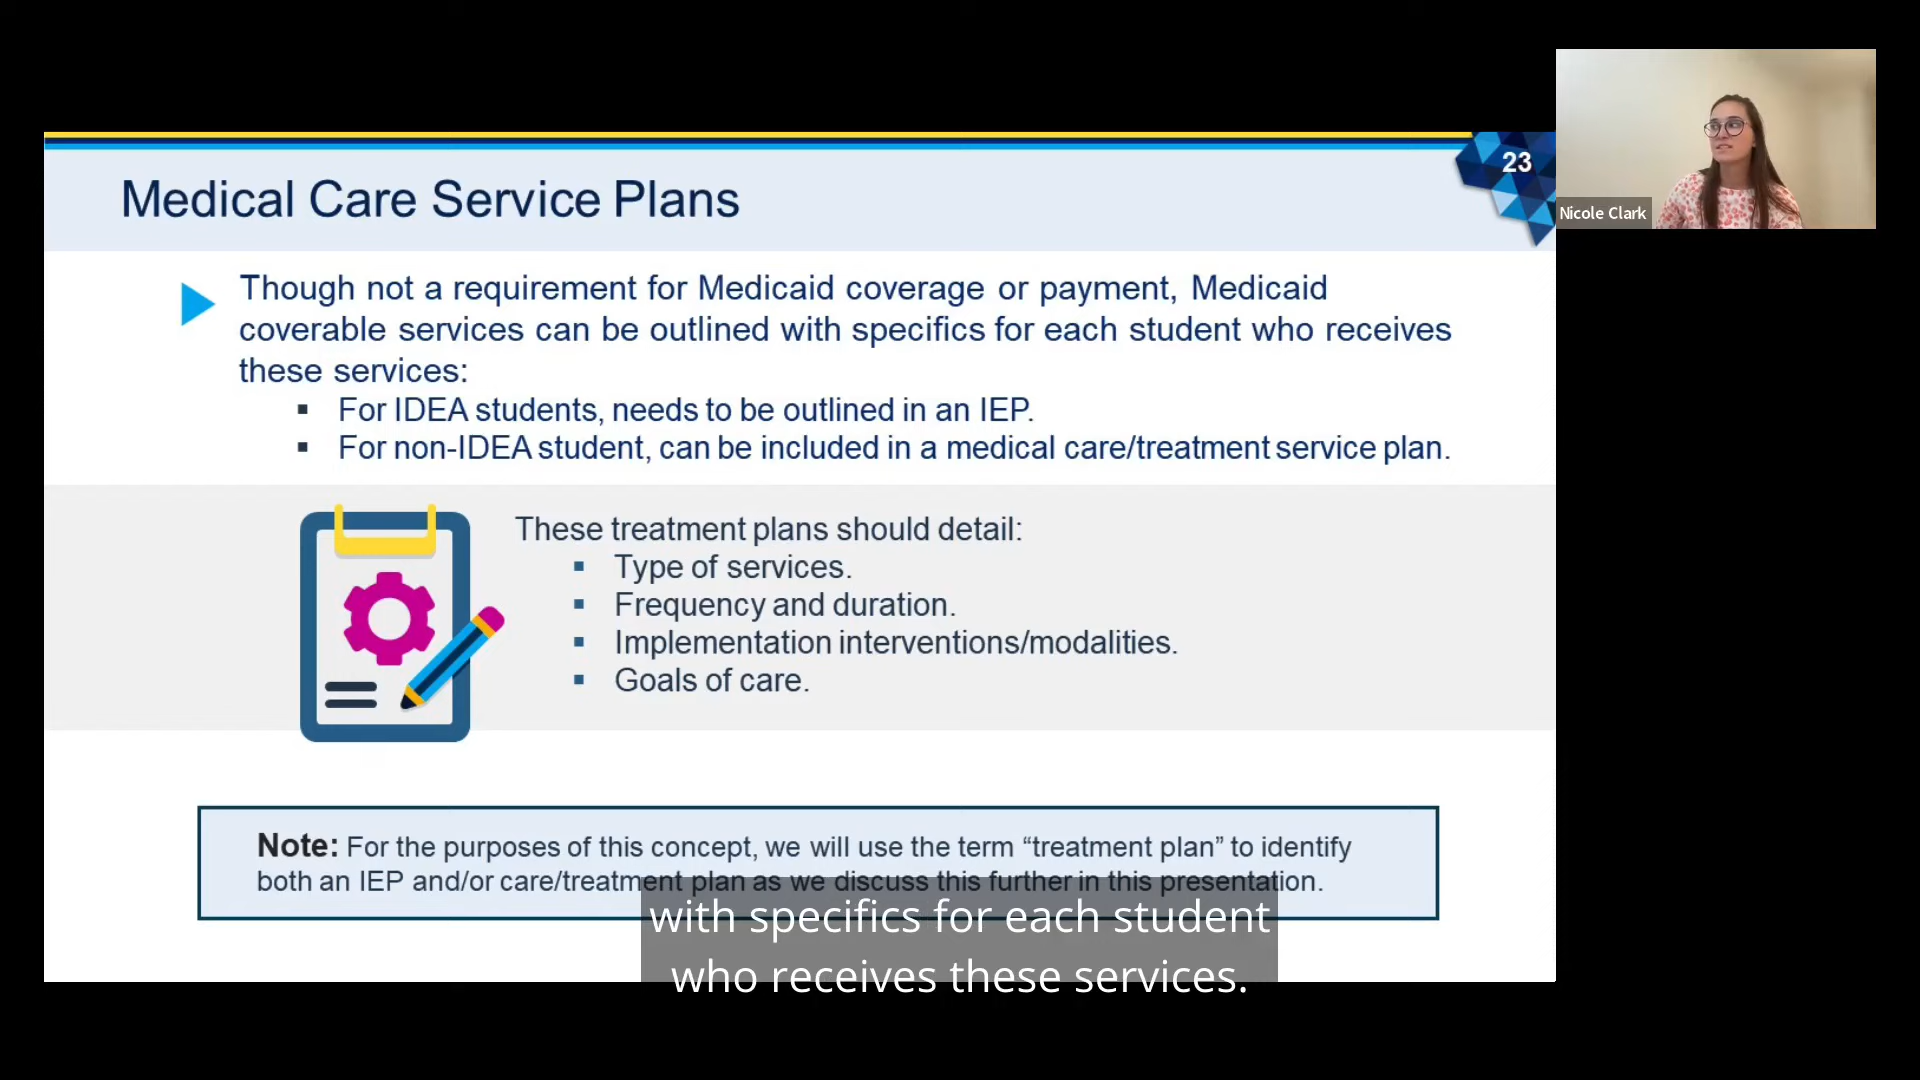 23
Medical Care Service Plans
Nicole Clark
Though not a requirement for Medicaid coverage or payment, Medicaid
coverable services can be outlined with specifics for each student who receives
these services:
▪ For IDEA students, needs to be outlined in an IEP.
▪ For non-IDEA student, can be included in a medical care/treatment service plan.
These treatment plans should detail:
▪ Type of services.
▪ Frequency and duration.
▪ Implementation interventions/modalities.
▪ Goals of care.
Note: For the purposes of this concept, we will use the term “treatment plan” to identify
both an IEP and/or care/treatment plan as we discuss this further in this presentation.
with specifics for each student
who receives these services.